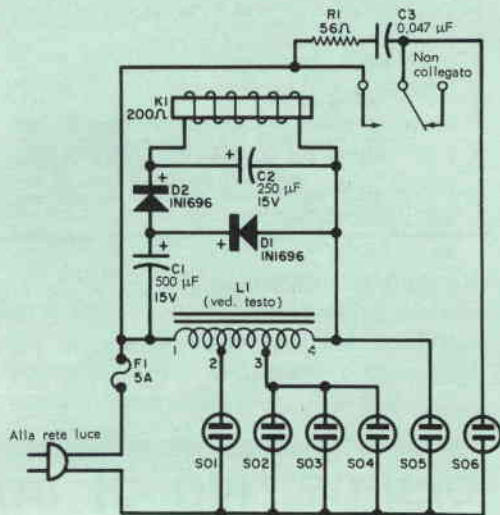 R1
56Ω
C3
0,047 µF
Non
collegato
K1
200Ω
+
C2
250 µF
15V
+
D2
1N1696
+
D1
1N1696
+
C1
500 µF
15V
L1
(ved. testo)
1
2
3
4
F1
5A
Alla rete luce
SO1
SO2
SO3
SO4
SO5
SO6